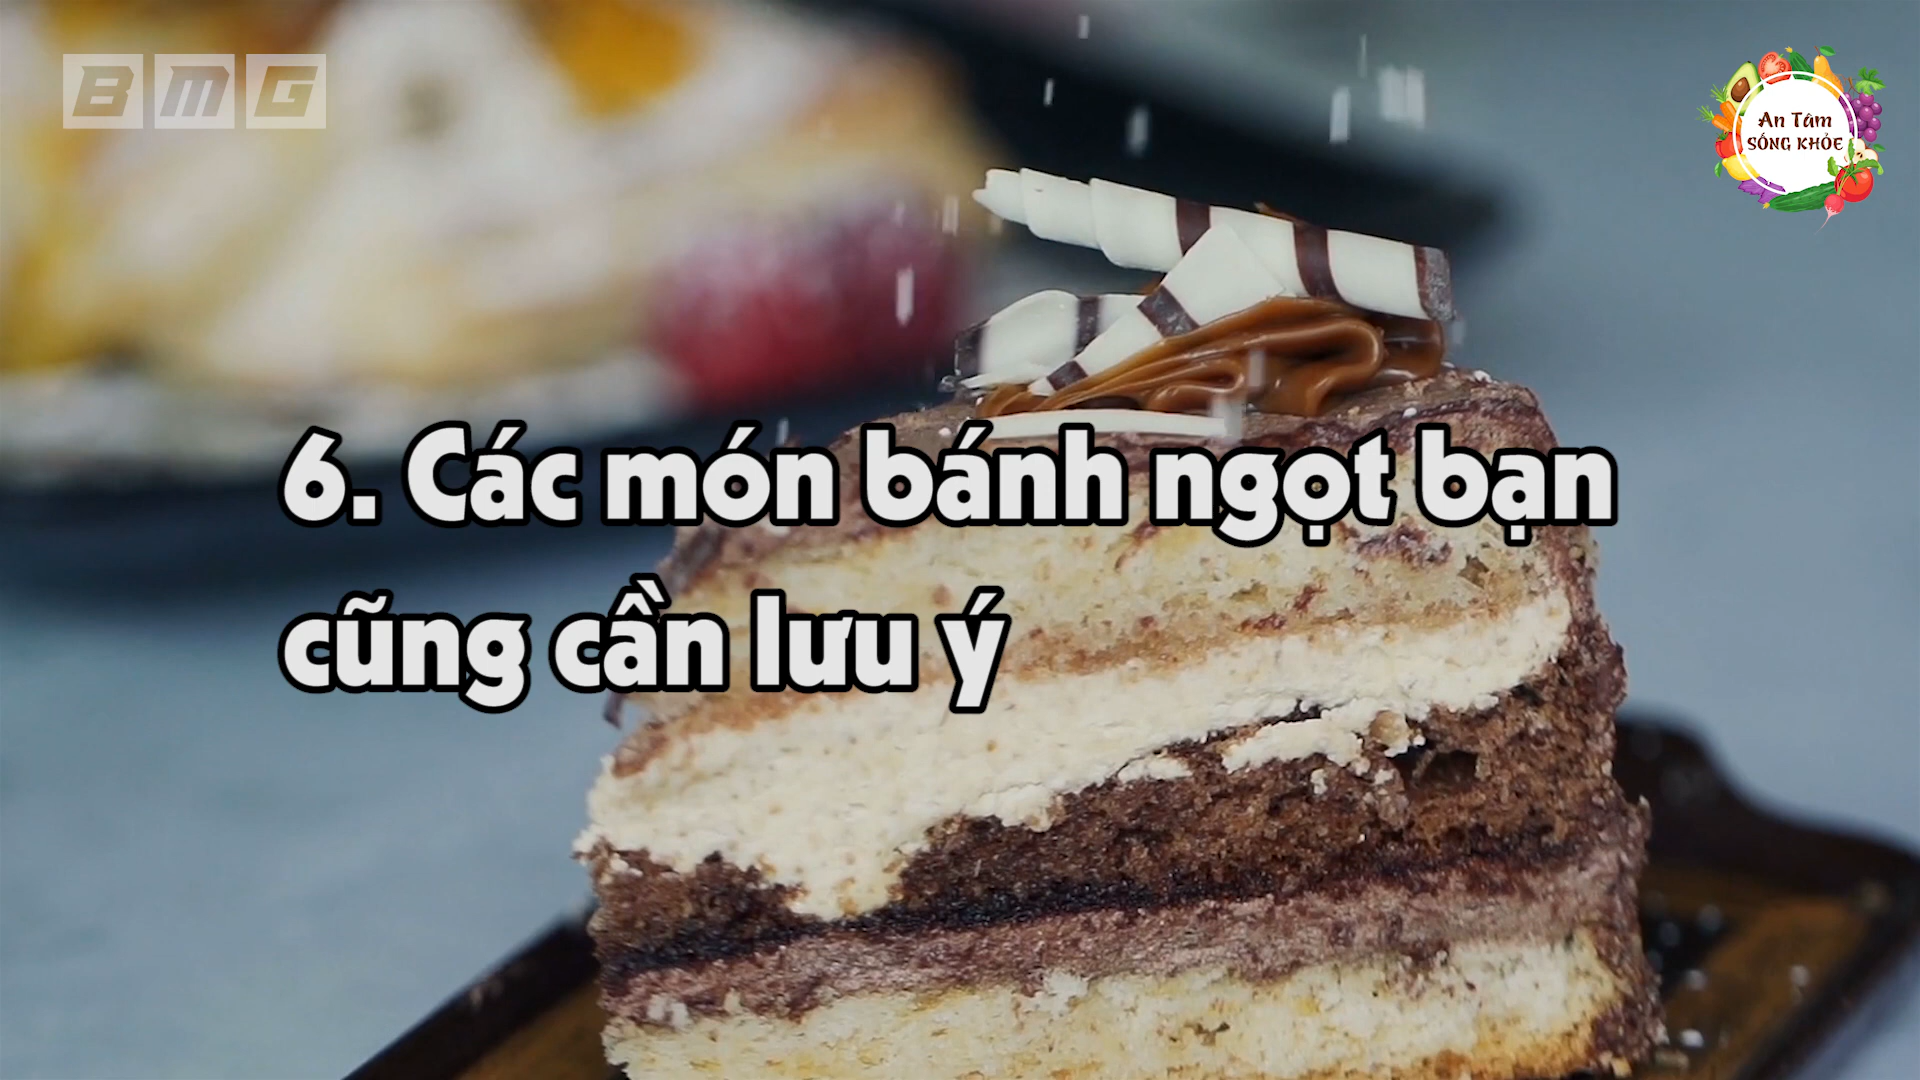 BMG
An Tâm
SỐNG KHỎE
6. Các món bánh ngọt bạn
cũng cần lưu ý